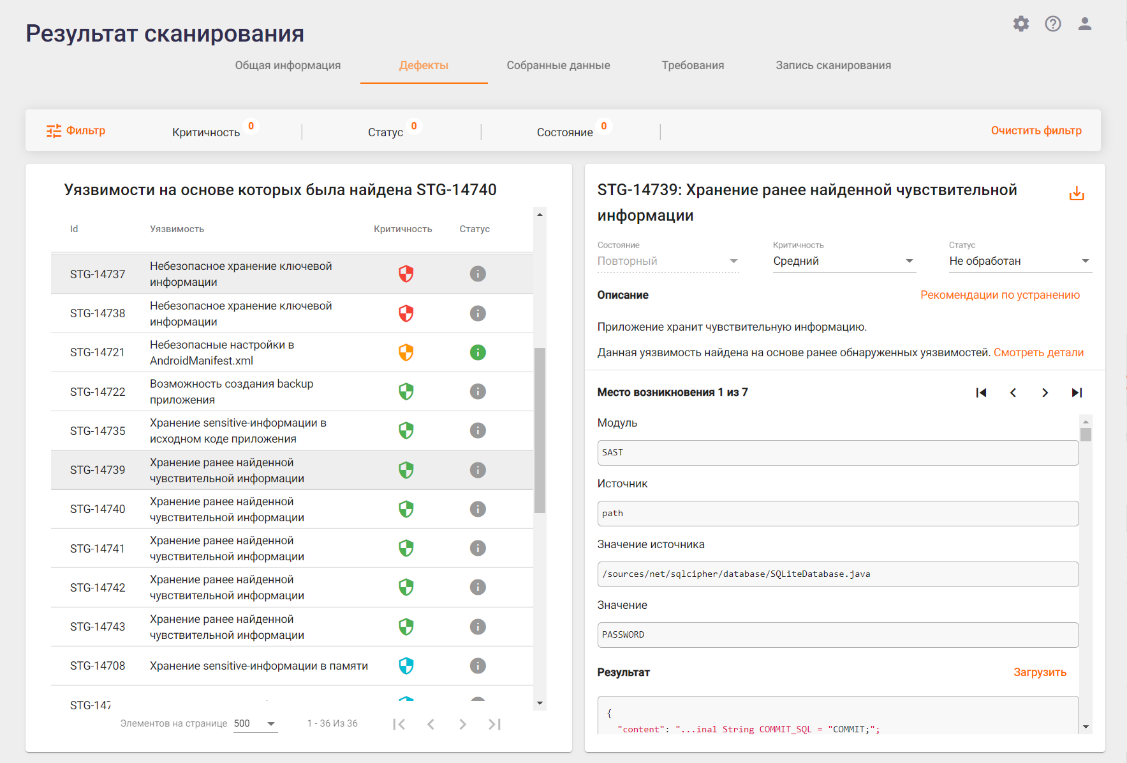 Результат сканирования
Общая информация
Дефекты
Собранные данные
Требования
Запись сканирования
Фильтр
Критичность 0
Статус 0
Состояние 0
Очистить фильтр
Уязвимости на основе которых была найдена STG-14740
Id Уязвимость Критичность Статус
STG-14737 Небезопасное хранение ключевой
информации
STG-14738 Небезопасное хранение ключевой
информации
STG-14721 Небезопасные настройки в
AndroidManifest.xml
STG-14722 Возможность создания backup
приложения
STG-14735 Хранение sensitive-информации в
исходном коде приложения
STG-14739 Хранение ранее найденной
чувствительной информации
STG-14740 Хранение ранее найденной
чувствительной информации
STG-14741 Хранение ранее найденной
чувствительной информации
STG-14742 Хранение ранее найденной
чувствительной информации
STG-14743 Хранение ранее найденной
чувствительной информации
STG-14708 Хранение sensitive-информации в памяти
Элементов на странице 500 1 - 36 Из 36
STG-14739: Хранение ранее найденной чувствительной
информации
Состояние
Повторный
Критичность
Средний
Статус
Не обработан
Описание
Рекомендации по устранению
Приложение хранит чувствительную информацию.
Данная уязвимость найдена на основе ранее обнаруженных уязвимостей. Смотреть детали
Место возникновения 1 из 7
Модуль
SAST
Источник
path
Значение источника
/sources/net/sqlcipher/database/SQLiteDatabase.java
Значение
PASSWORD
Результат
Загрузить
{
"content": "...inal String COMMIT_SQL = "COMMIT;";